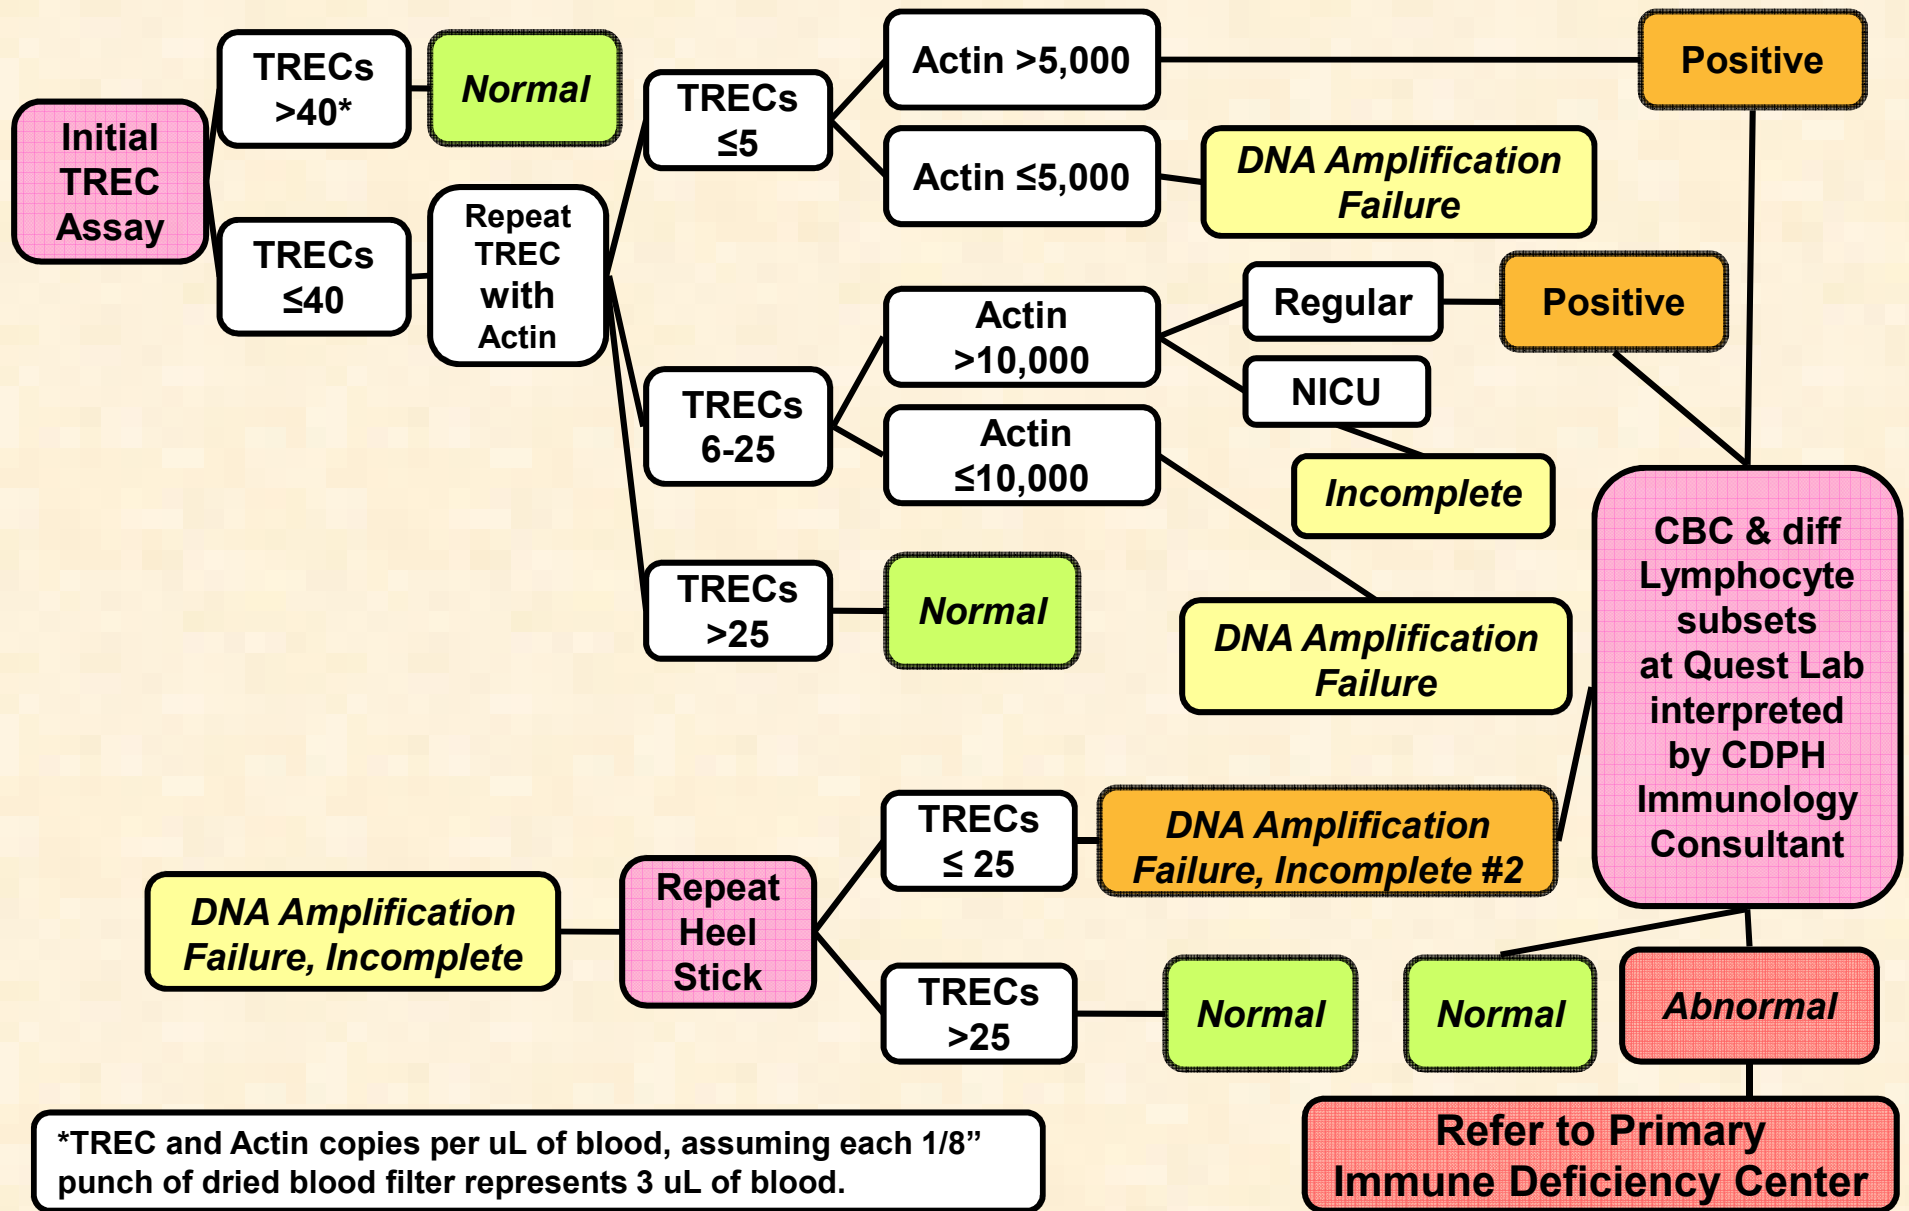 Initial
TREC
Assay
TRECs
>40*
Normal
TRECs
≤40
Repeat
TREC
with
Actin
TRECs
≤5
Actin >5,000
Positive
Actin ≤5,000
DNA Amplification
Failure
TRECs
6-25
Actin
>10,000
Regular
Positive
NICU
Incomplete
Actin
≤10,000
DNA Amplification
Failure
TRECs
>25
Normal
CBC & diff
Lymphocyte
subsets
at Quest Lab
interpreted
by CDPH
Immunology
Consultant
DNA Amplification
Failure, Incomplete
Repeat
Heel
Stick
TRECs
≤ 25
DNA Amplification
Failure, Incomplete #2
TRECs
>25
Normal
Normal
Abnormal
Refer to Primary
Immune Deficiency Center
*TREC and Actin copies per uL of blood, assuming each 1/8”
punch of dried blood filter represents 3 uL of blood.